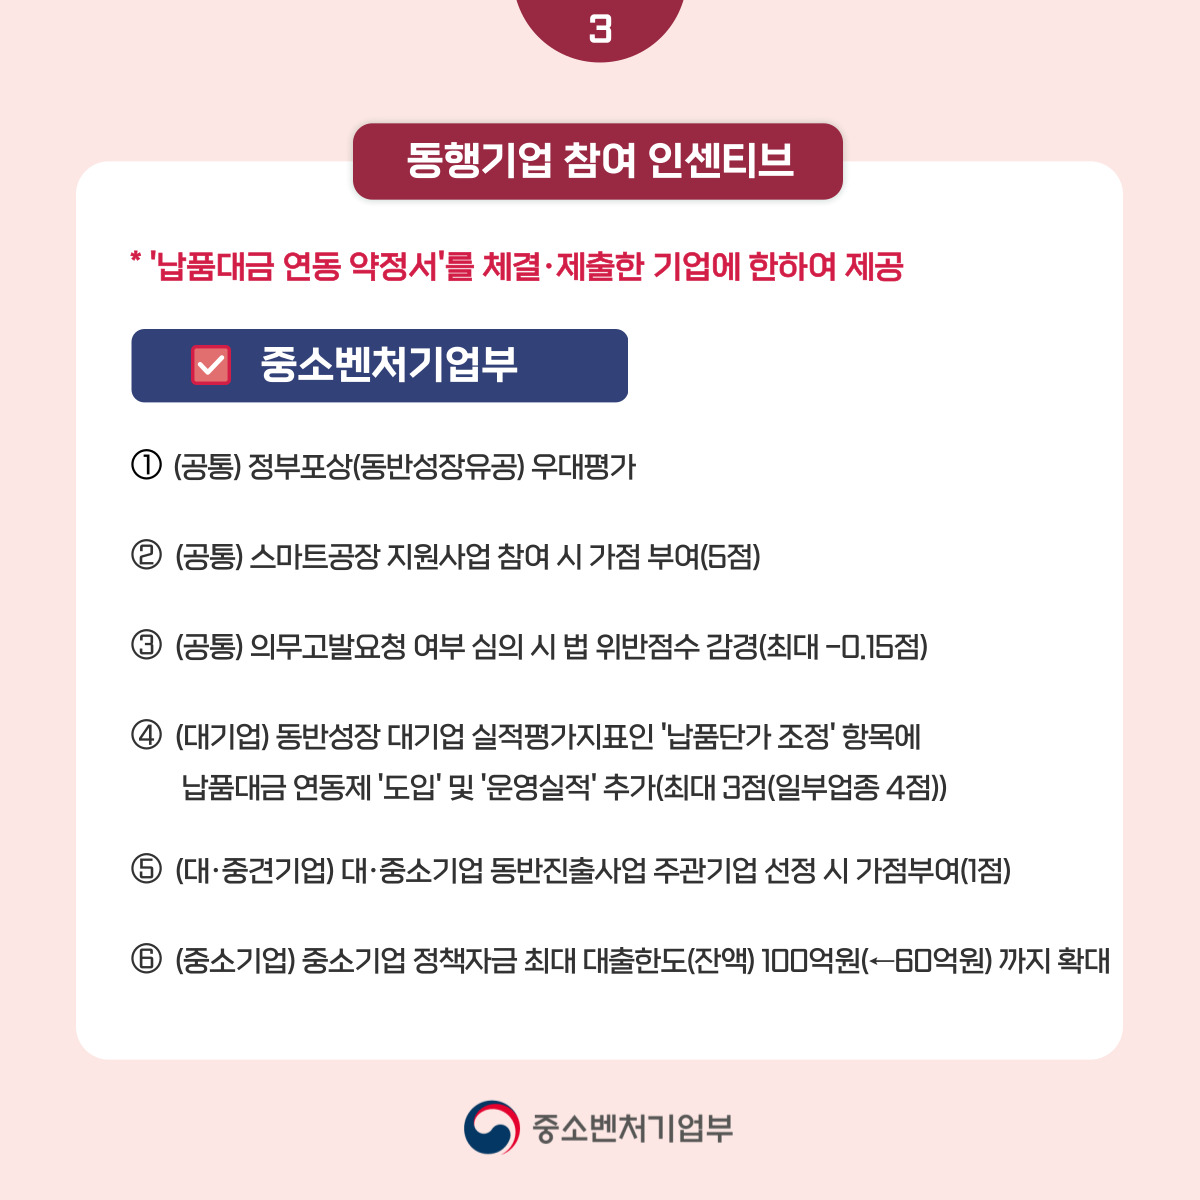 3
동행기업 참여 인센티브
* '납품대금 연동 약정서'를 체결·제출한 기업에 한하여 제공
중소벤처기업부
① (공통) 정부포상(동반성장유공) 우대평가
② (공통) 스마트공장 지원사업 참여 시 가점 부여(5점)
③ (공통) 의무고발요청 여부 심의 시 법 위반점수 감경(최대 -0.15점)
④ (대기업) 동반성장 대기업 실적평가지표인 '납품단가 조정' 항목에
납품대금 연동제 '도입' 및 '운영실적' 추가(최대 3점(일부업종 4점))
⑤ (대·중견기업) 대·중소기업 동반진출사업 주관기업 선정 시 가점부여(1점)
⑥ (중소기업) 중소기업 정책자금 최대 대출한도(잔액) 100억원(←60억원) 까지 확대
중소벤처기업부